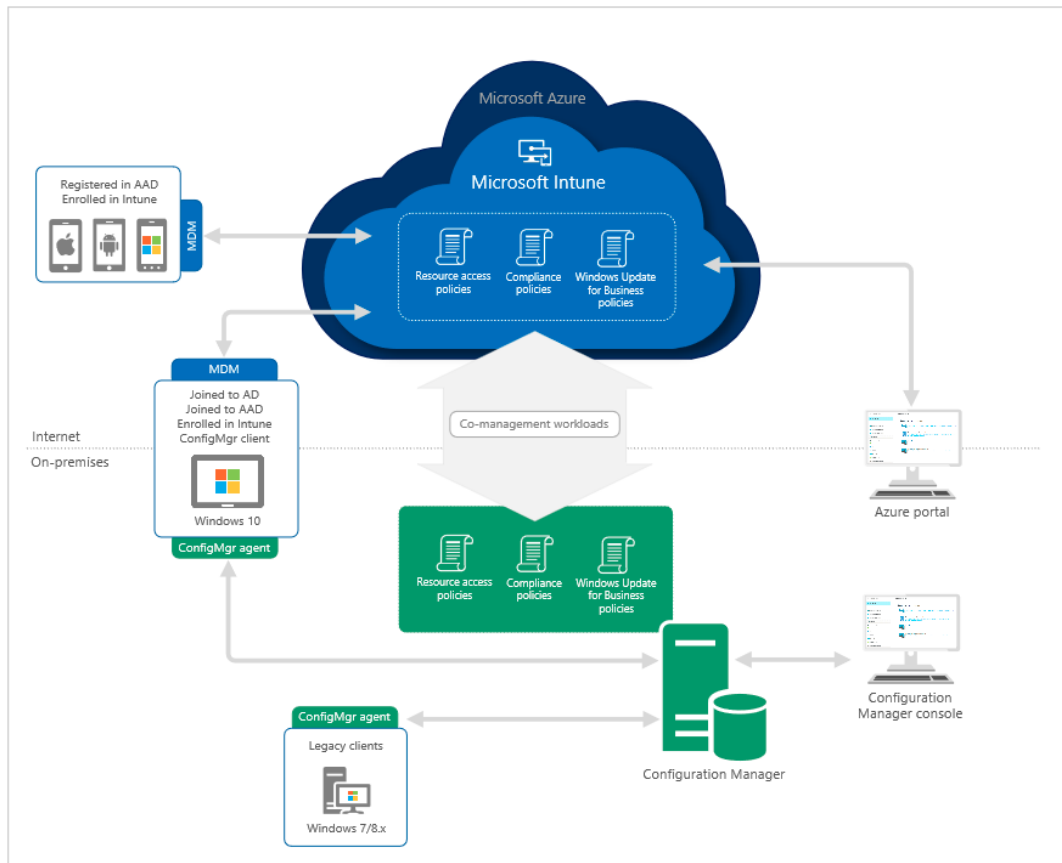 Microsoft Azure
Microsoft Intune
Resource access
policies
Compliance
policies
Windows Update
for Business
policies
Registered in AAD
Enrolled in Intune
MDM
MDM
Joined to AD
Joined to AAD
Enrolled in Intune
ConfigMgr client
Windows 10
ConfigMgr agent
Internet
On-premises
Co-management workloads
Azure portal
Resource access
policies
Compliance
policies
Windows Update
for Business
policies
Configuration
Manager console
ConfigMgr agent
Legacy clients
Windows 7/8.x
Configuration Manager